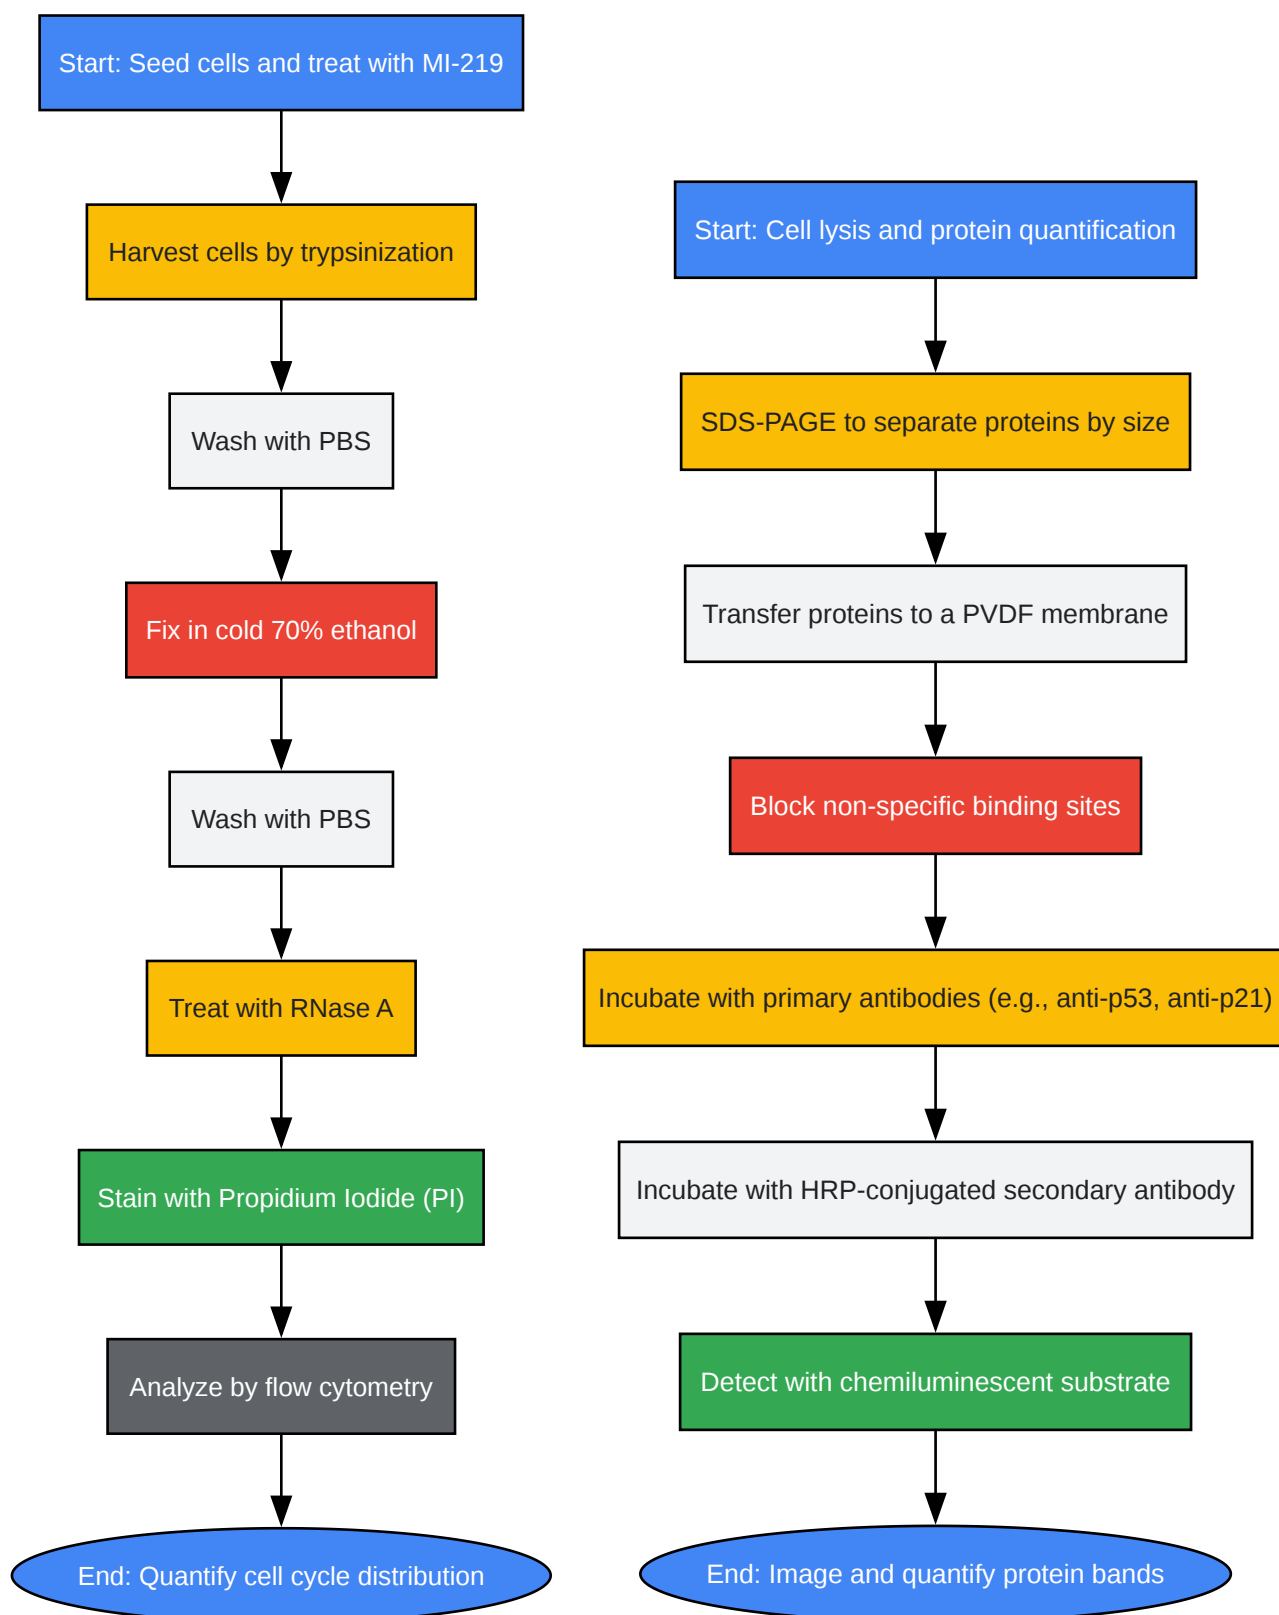 Start: Seed cells and treat with MI-219
Harvest cells by trypsinization
Wash with PBS
Fix in cold 70% ethanol
Wash with PBS
Treat with RNase A
Stain with Propidium Iodide (PI)
Analyze by flow cytometry
End: Quantify cell cycle distribution
Start: Cell lysis and protein quantification
SDS-PAGE to separate proteins by size
Transfer proteins to a PVDF membrane
Block non-specific binding sites
Incubate with primary antibodies (e.g., anti-p53, anti-p21)
Incubate with HRP-conjugated secondary antibody
Detect with chemiluminescent substrate
End: Image and quantify protein bands